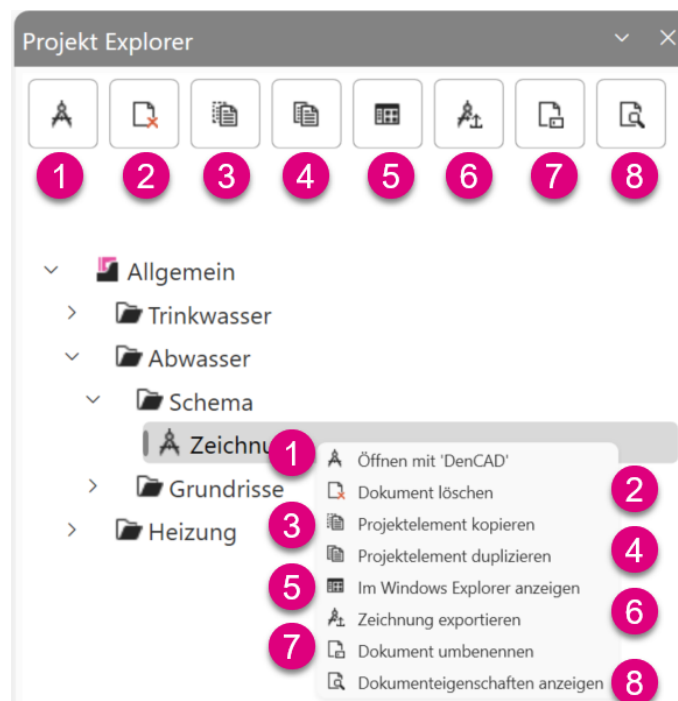 Projekt Explorer
1 2 3 4 5 6 7 8
Allgemein
Trinkwasser
Abwasser
Schema
Zeichnu
1 Öffnen mit 'DenCAD'
Grundrisse
Dokument löschen 2
Heizung
3 Projektelement kopieren
Projektelement duplizieren 4
5 Im Windows Explorer anzeigen
Zeichnung exportieren 6
7 Dokument umbenennen
Dokumenteigenschaften anzeigen 8